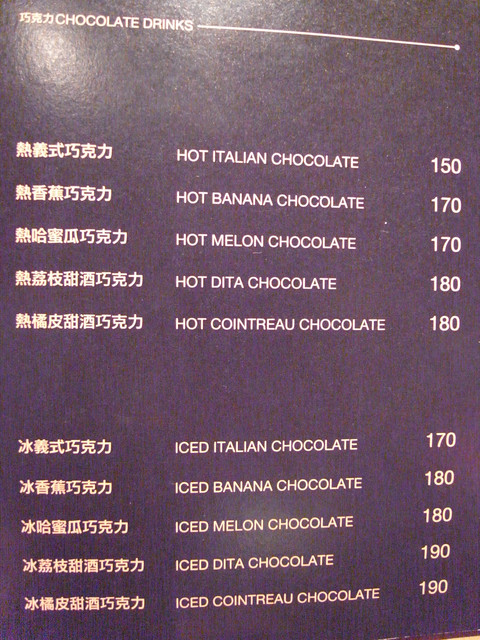 巧克力 CHOCOLATE DRINKS
熱義式巧克力 HOT ITALIAN CHOCOLATE 150
熱香蕉巧克力 HOT BANANA CHOCOLATE 170
熱哈蜜瓜巧克力 HOT MELON CHOCOLATE 170
熱荔枝甜酒巧克力 HOT DITA CHOCOLATE 180
熱橘皮甜酒巧克力 HOT COINTREAU CHOCOLATE 180
冰義式巧克力 ICED ITALIAN CHOCOLATE 170
冰香蕉巧克力 ICED BANANA CHOCOLATE 180
冰哈蜜瓜巧克力 ICED MELON CHOCOLATE 180
冰荔枝甜酒巧克力 ICED DITA CHOCOLATE 190
冰橘皮甜酒巧克力 ICED COINTREAU CHOCOLATE 190